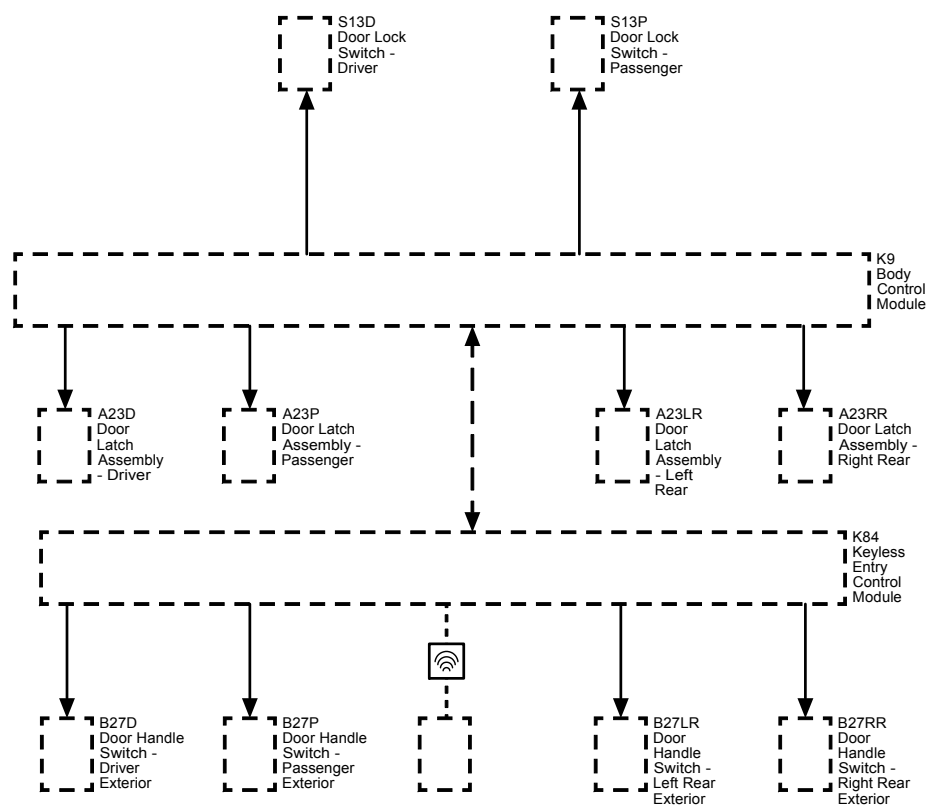 S13D
Door Lock
Switch -
Driver
S13P
Door Lock
Switch -
Passenger
K9
Body
Control
Module
A23D
Door
Latch
Assembly
- Driver
A23P
Door Latch
Assembly -
Passenger
A23LR
Door
Latch
Assembly
- Left
Rear
A23RR
Door Latch
Assembly -
Right Rear
K84
Keyless
Entry
Control
Module
B27D
Door Handle
Switch -
Driver
Exterior
B27P
Door Handle
Switch -
Passenger
Exterior
B27LR
Door
Handle
Switch -
Left Rear
Exterior
B27RR
Door
Handle
Switch -
Right Rear
Exterior